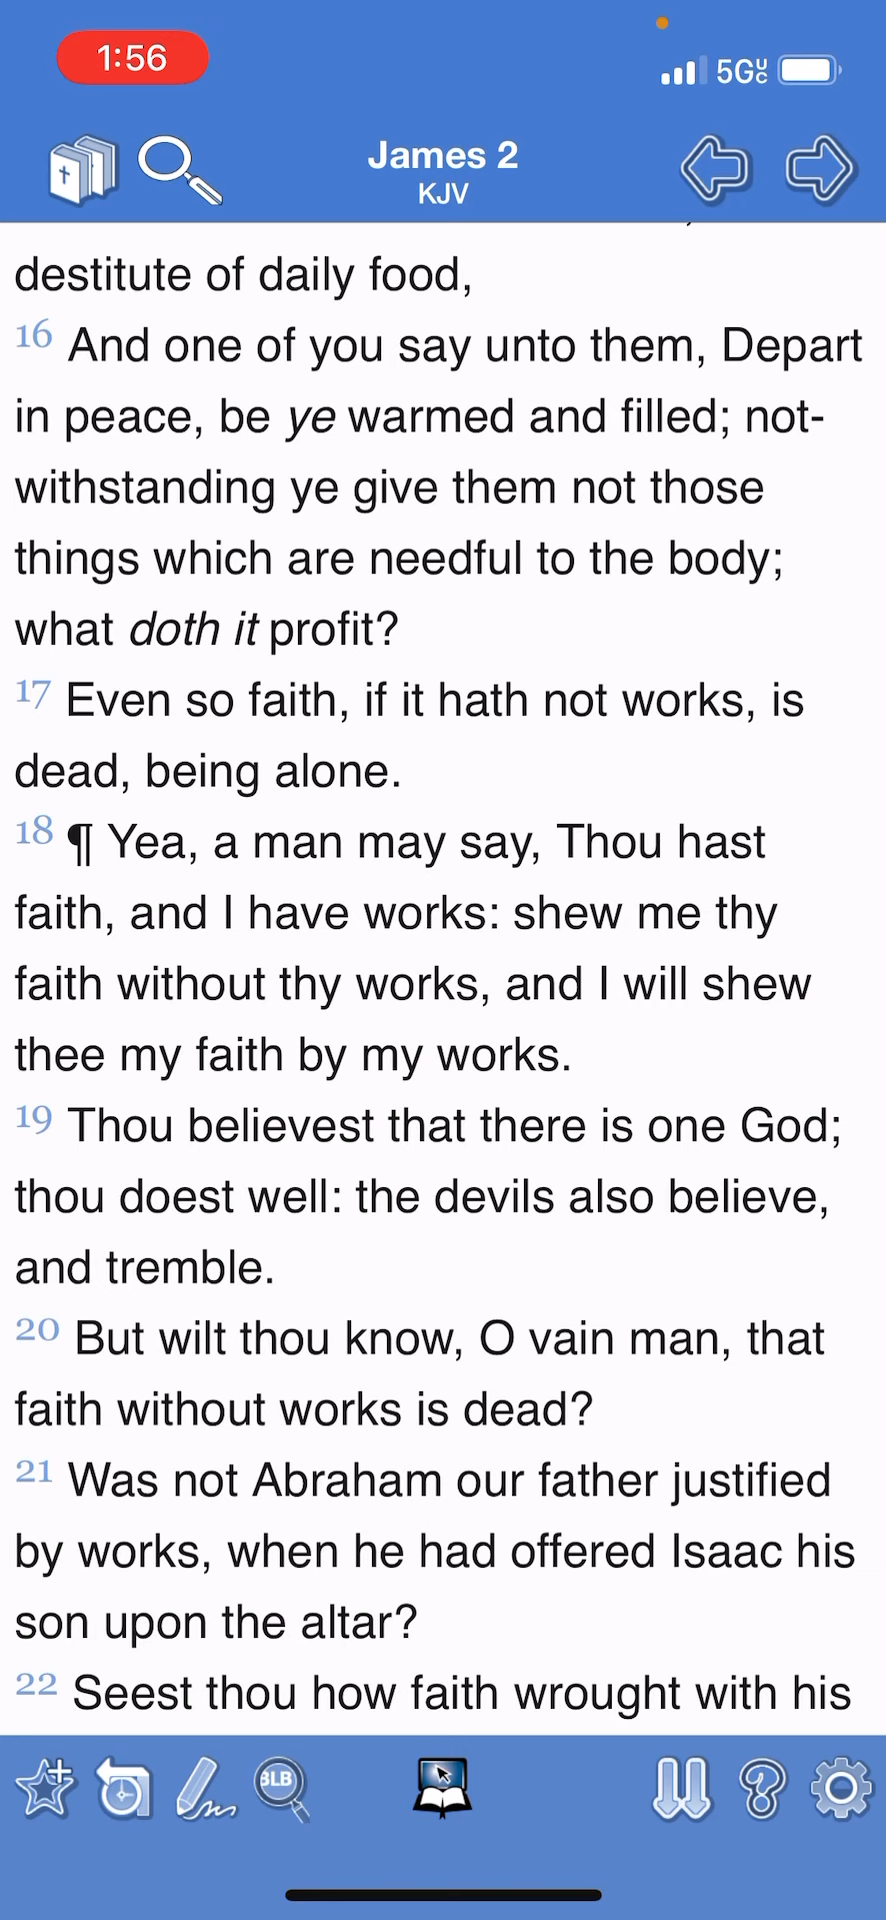 1:56
5GUC
James 2
KJV
destitute of daily food,
16 And one of you say unto them, Depart
in peace, be ye warmed and filled; not-
withstanding ye give them not those
things which are needful to the body;
what doth it profit?
17 Even so faith, if it hath not works, is
dead, being alone.
18 ¶ Yea, a man may say, Thou hast
faith, and I have works: shew me thy
faith without thy works, and I will shew
thee my faith by my works.
19 Thou believest that there is one God;
thou doest well: the devils also believe,
and tremble.
20 But wilt thou know, O vain man, that
faith without works is dead?
21 Was not Abraham our father justified
by works, when he had offered Isaac his
son upon the altar?
22 Seest thou how faith wrought with his
BLB